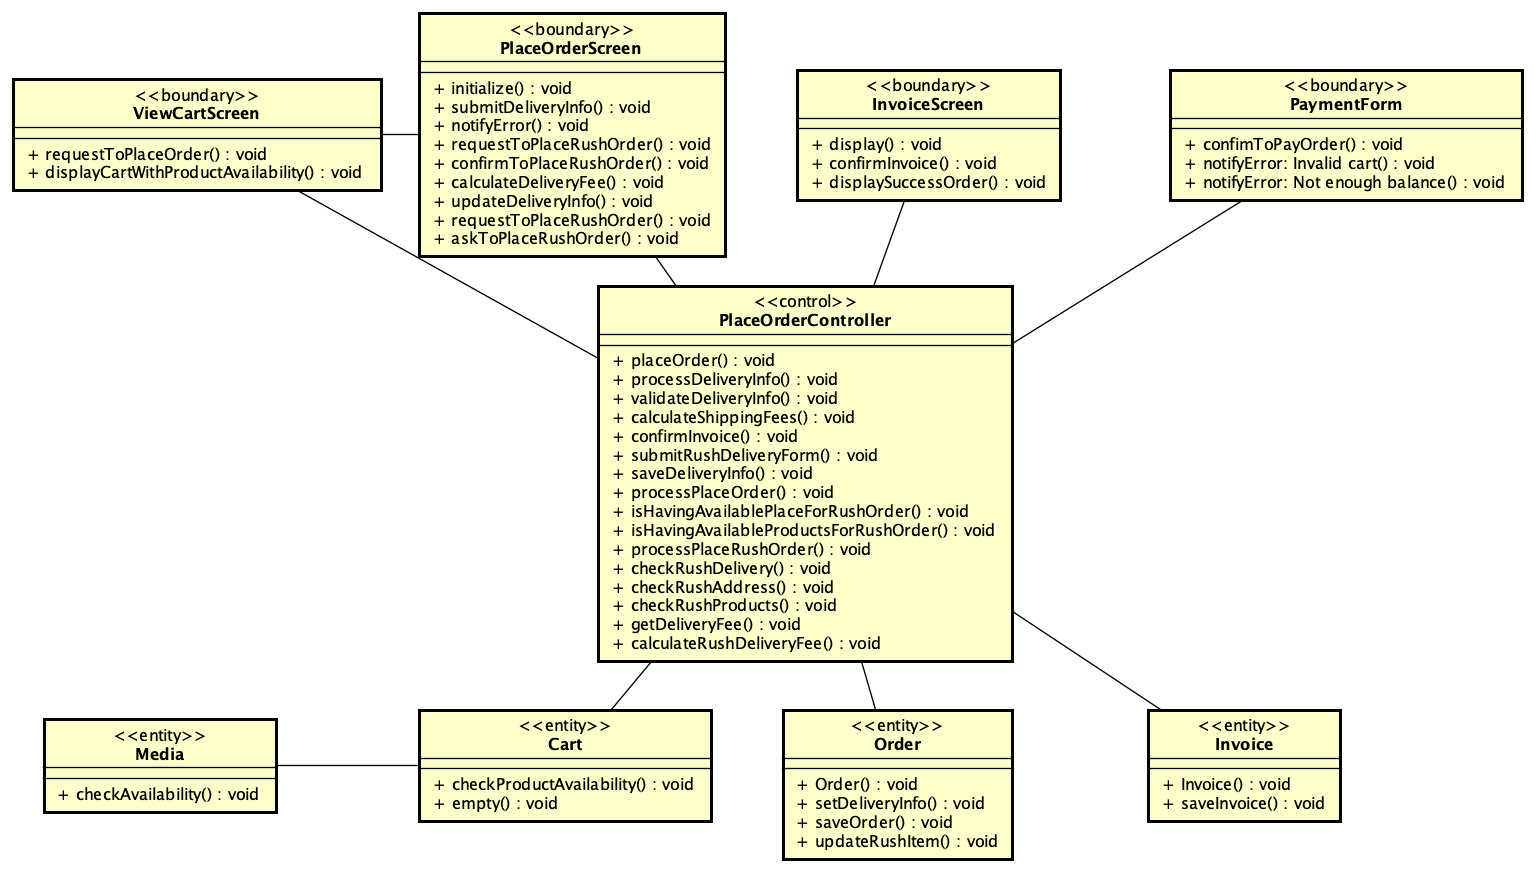 <<boundary>>
PlaceOrderScreen
+ initialize() : void
+ submitDeliveryInfo() : void
+ notifyError() : void
+ requestToPlaceRushOrder() : void
+ confirmToPlaceRushOrder() : void
+ calculateDeliveryFee() : void
+ updateDeliveryInfo() : void
+ requestToPlaceRushOrder() : void
+ askToPlaceRushOrder() : void
<<boundary>>
ViewCartScreen
+ requestToPlaceOrder() : void
+ displayCartWithProductAvailability() : void
<<boundary>>
InvoiceScreen
+ display() : void
+ confirmInvoice() : void
+ displaySuccessOrder() : void
<<boundary>>
PaymentForm
+ confimToPayOrder() : void
+ notifyError: Invalid cart() : void
+ notifyError: Not enough balance() : void
<<control>>
PlaceOrderController
+ placeOrder() : void
+ processDeliveryInfo() : void
+ validateDeliveryInfo() : void
+ calculateShippingFees() : void
+ confirmInvoice() : void
+ submitRushDeliveryForm() : void
+ saveDeliveryInfo() : void
+ processPlaceOrder() : void
+ isHavingAvailablePlaceForRushOrder() : void
+ isHavingAvailableProductsForRushOrder() : void
+ processPlaceRushOrder() : void
+ checkRushDelivery() : void
+ checkRushAddress() : void
+ checkRushProducts() : void
+ getDeliveryFee() : void
+ calculateRushDeliveryFee() : void
<<entity>>
Media
+ checkAvailability() : void
<<entity>>
Cart
+ checkProductAvailability() : void
+ empty() : void
<<entity>>
Order
+ Order() : void
+ setDeliveryInfo() : void
+ saveOrder() : void
+ updateRushItem() : void
<<entity>>
Invoice
+ Invoice() : void
+ saveInvoice() : void